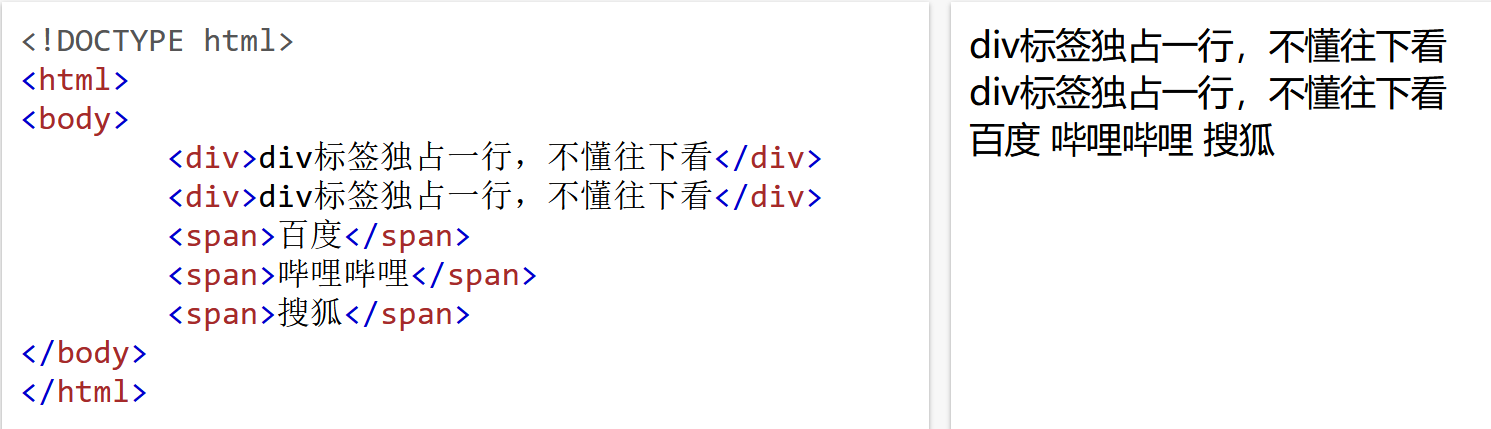 <!DOCTYPE html>
<html>
<body>
<div>div标签独占一行，不懂往下看</div>
<div>div标签独占一行，不懂往下看</div>
<span>百度</span>
<span>哔哩哔哩</span>
<span>搜狐</span>
</body>
</html>
div标签独占一行，不懂往下看
div标签独占一行，不懂往下看
百度 哔哩哔哩 搜狐